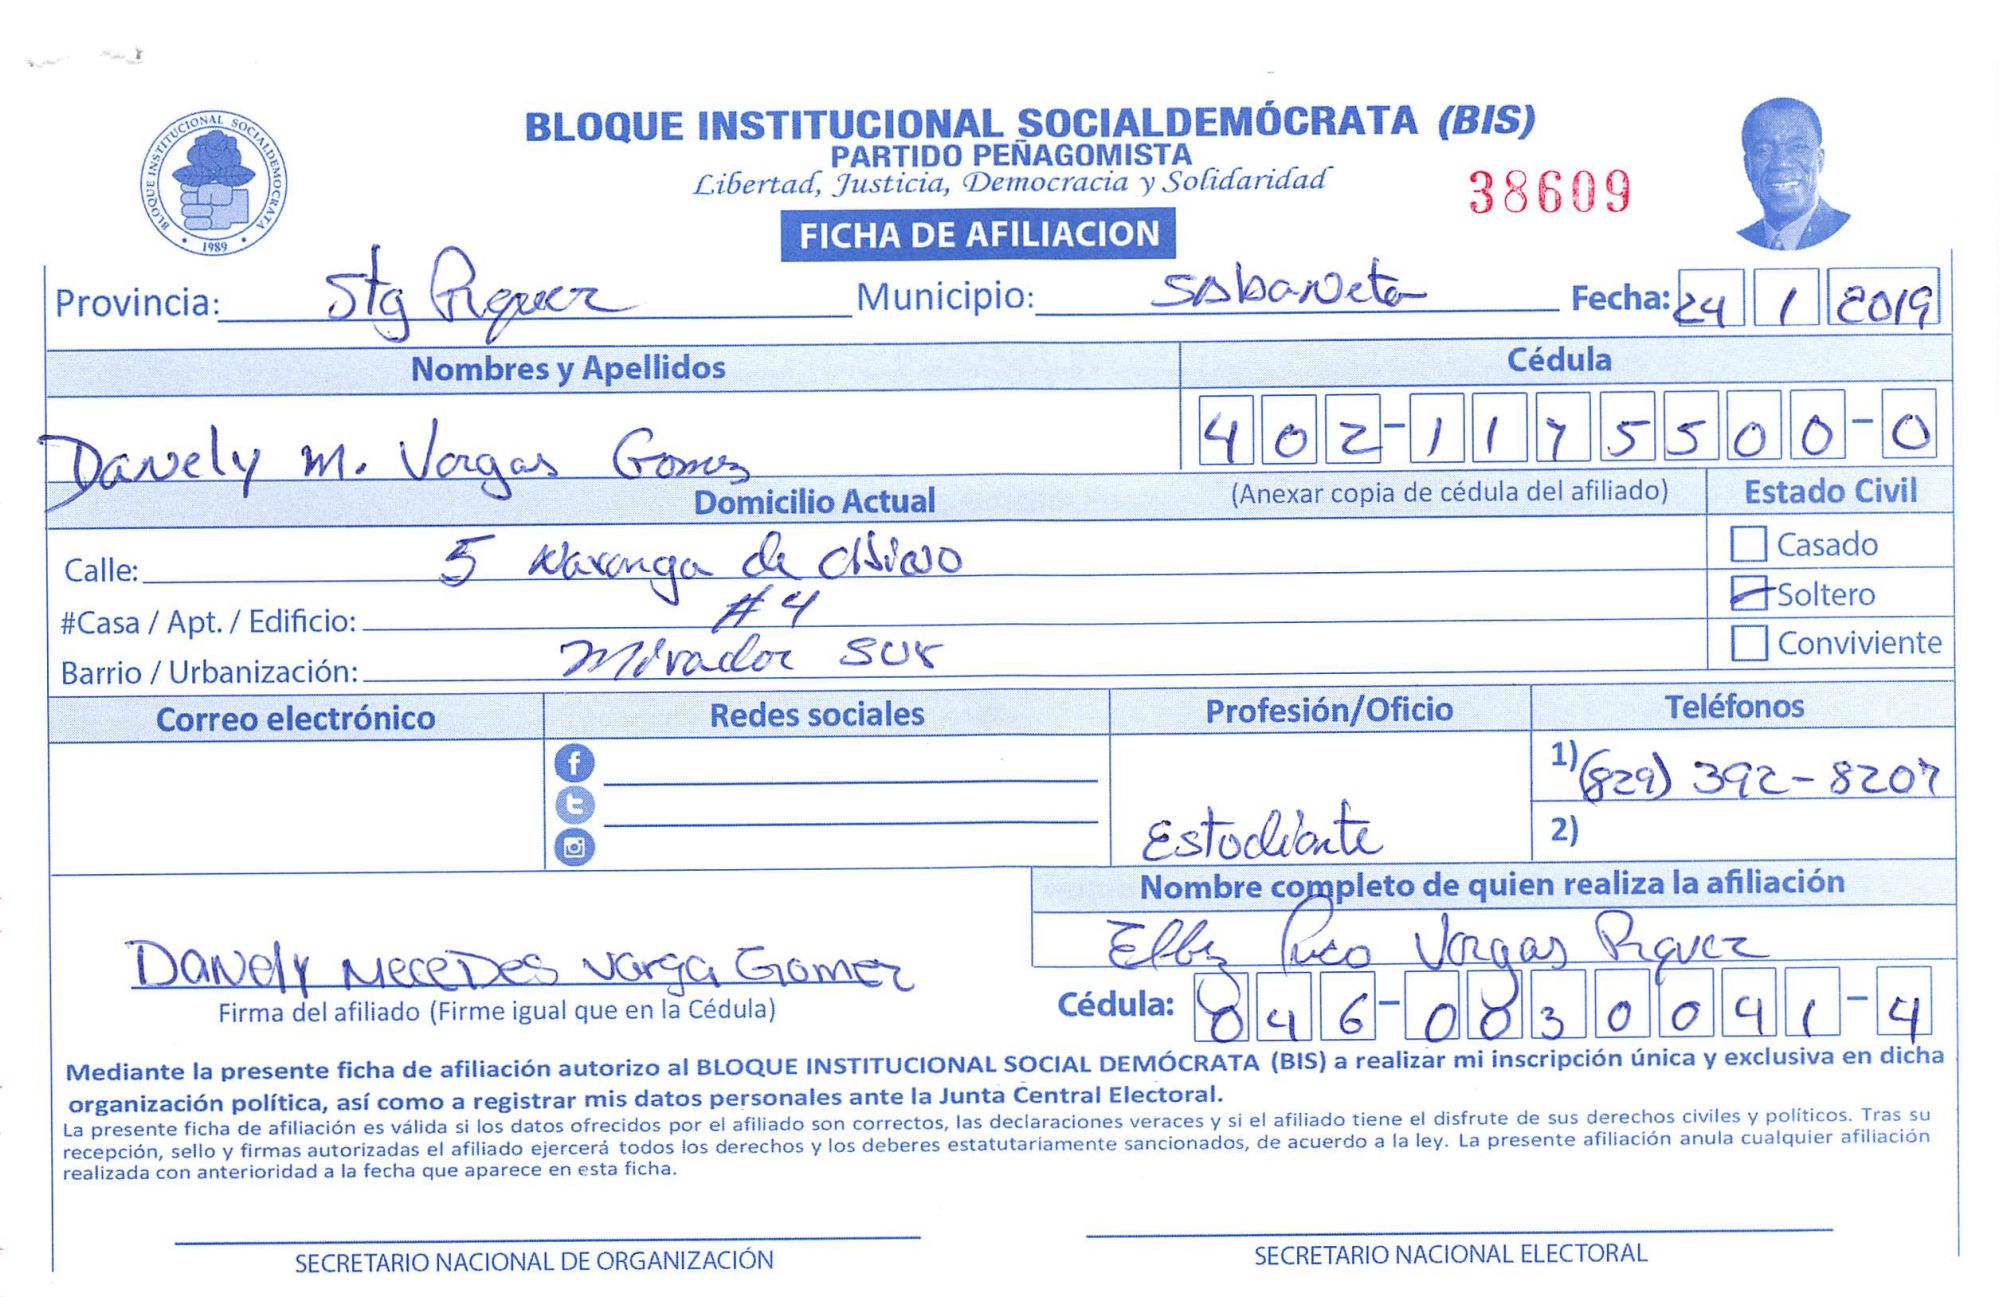 BLOQUE INSTITUCIONAL SOCIALDEMÓCRATA (BIS)
PARTIDO PEÑAGOMISTA
Libertad, Justicia, Democracia y Solidaridad
38609
BLOQUE INSTITUCIONAL SOCIALDEMOCRATA
1989
FICHA DE AFILIACION
Provincia: Stg Rguez Municipio: Sabaneta Fecha: 24 1 2019
Nombres y Apellidos Cédula
Danely M. Vargas Gomez 402-1175500-0
Domicilio Actual (Anexar copia de cédula del afiliado) Estado Civil
Casado
Calle: 5 Naranga de
Soltero
#Casa / Apt. / Edificio: #4
Conviviente
Barrio / Urbanización: Mirador sur
Correo electrónico Redes sociales Profesión/Oficio Teléfonos
1) (829) 392-8207
Estudiante 2)
Nombre completo de quien realiza la afiliación
Vargas Rguez
Danely Mecedes Varga Gomez
Firma del afiliado (Firme igual que en la Cédula) Cédula: 046-0030091-4
Mediante la presente ficha de afiliación autorizo al BLOQUE INSTITUCIONAL SOCIAL DEMÓCRATA (BIS) a realizar mi inscripción única y exclusiva en dicha
organización política, así como a registrar mis datos personales ante la Junta Central Electoral.
La presente ficha de afiliación es válida si los datos ofrecidos por el afiliado son correctos, las declaraciones veraces y si el afiliado tiene el disfrute de sus derechos civiles y políticos. Tras su
recepción, sello y firmas autorizadas el afiliado ejercerá todos los derechos y los deberes estatutariamente sancionados, de acuerdo a la ley. La presente afiliación anula cualquier afiliación
realizada con anterioridad a la fecha que aparece en esta ficha.
SECRETARIO NACIONAL DE ORGANIZACIÓN SECRETARIO NACIONAL ELECTORAL